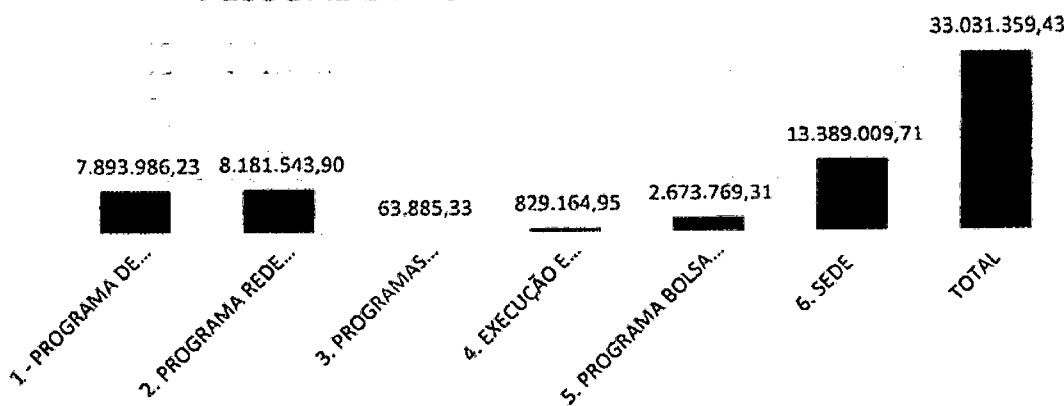 33.031.359,43
13.389.009,71
7.893.986,23
8.181.543,90
63.885,33
829.164,95
2.673.769,31
1.- PROGRAMA DE...
2. PROGRAMA REDE...
3. PROGRAMAS...
4. EXECUÇÃO E...
5. PROGRAMA BOLSA...
6. SEDE
TOTAL